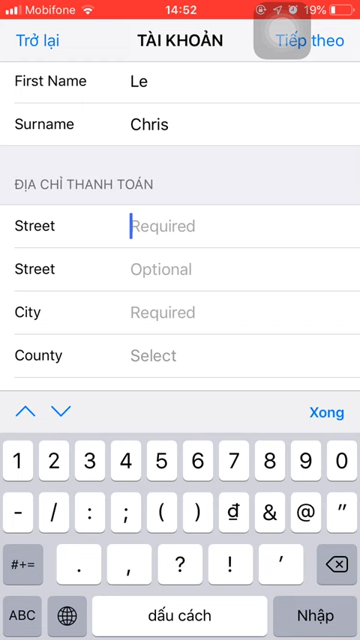 Mobifone 14:52 19%
Trở lại TÀI KHOẢN Tiếp theo
First Name Le
Surname Chris
ĐỊA CHỈ THANH TOÁN
Street Required
Street Optional
City Required
County Select
Xong
1 2 3 4 5 6 7 8 9 0
- / : ; ( ) ₫ & @ "
#+= . , ? ! '
ABC dấu cách Nhập